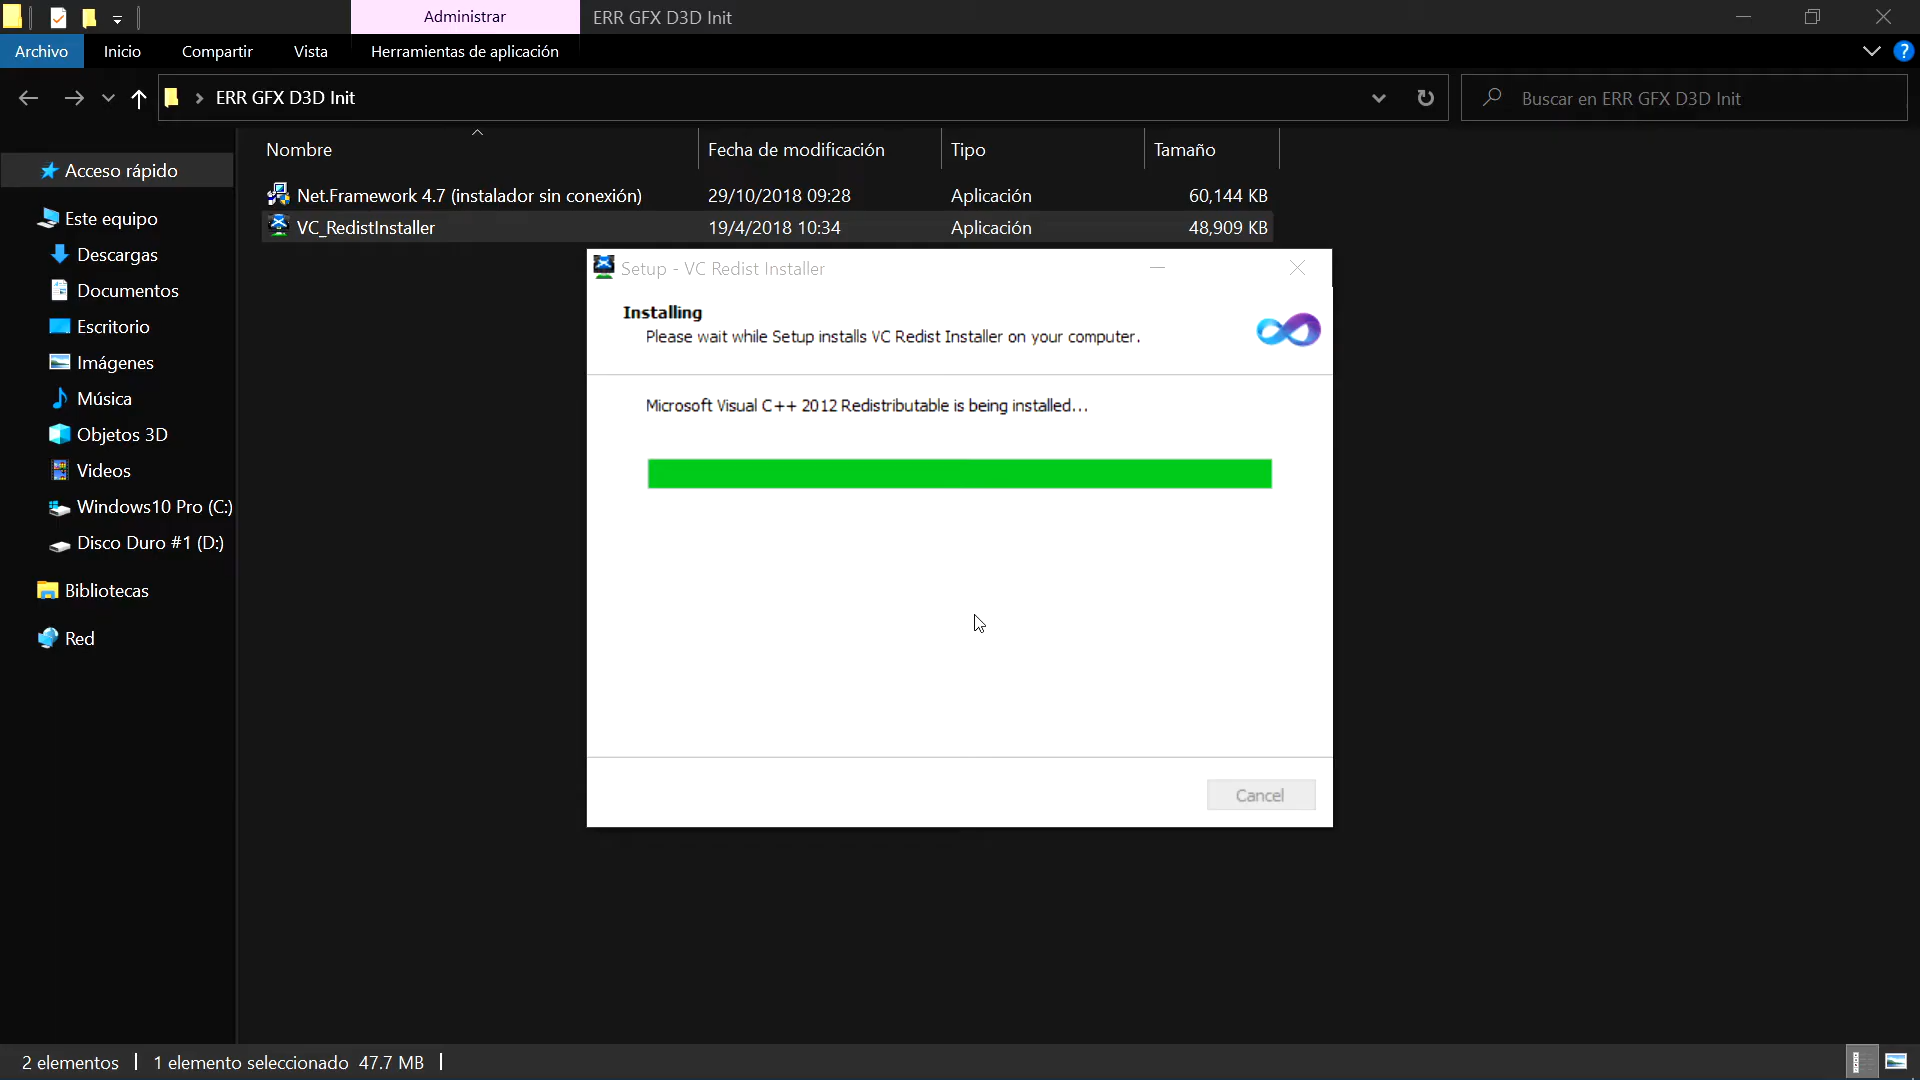 Administrar
ERR GFX D3D Init
Archivo
Inicio
Compartir
Vista
Herramientas de aplicación
?
ERR GFX D3D Init
Buscar en ERR GFX D3D Init
Nombre
Fecha de modificación
Tipo
Tamaño
Net.Framework 4.7 (instalador sin conexión)
29/10/2018 09:28
Aplicación
60,144 KB
VC_RedistInstaller
19/4/2018 10:34
Aplicación
48,909 KB
Acceso rápido
Este equipo
Descargas
Documentos
Escritorio
Imágenes
Música
Objetos 3D
Videos
Windows10 Pro (C:)
Disco Duro #1 (D:)
Bibliotecas
Red
Setup - VC Redist Installer
Installing
Please wait while Setup installs VC Redist Installer on your computer.
Microsoft Visual C++ 2012 Redistributable is being installed...
Cancel
2 elementos
1 elemento seleccionado 47.7 MB